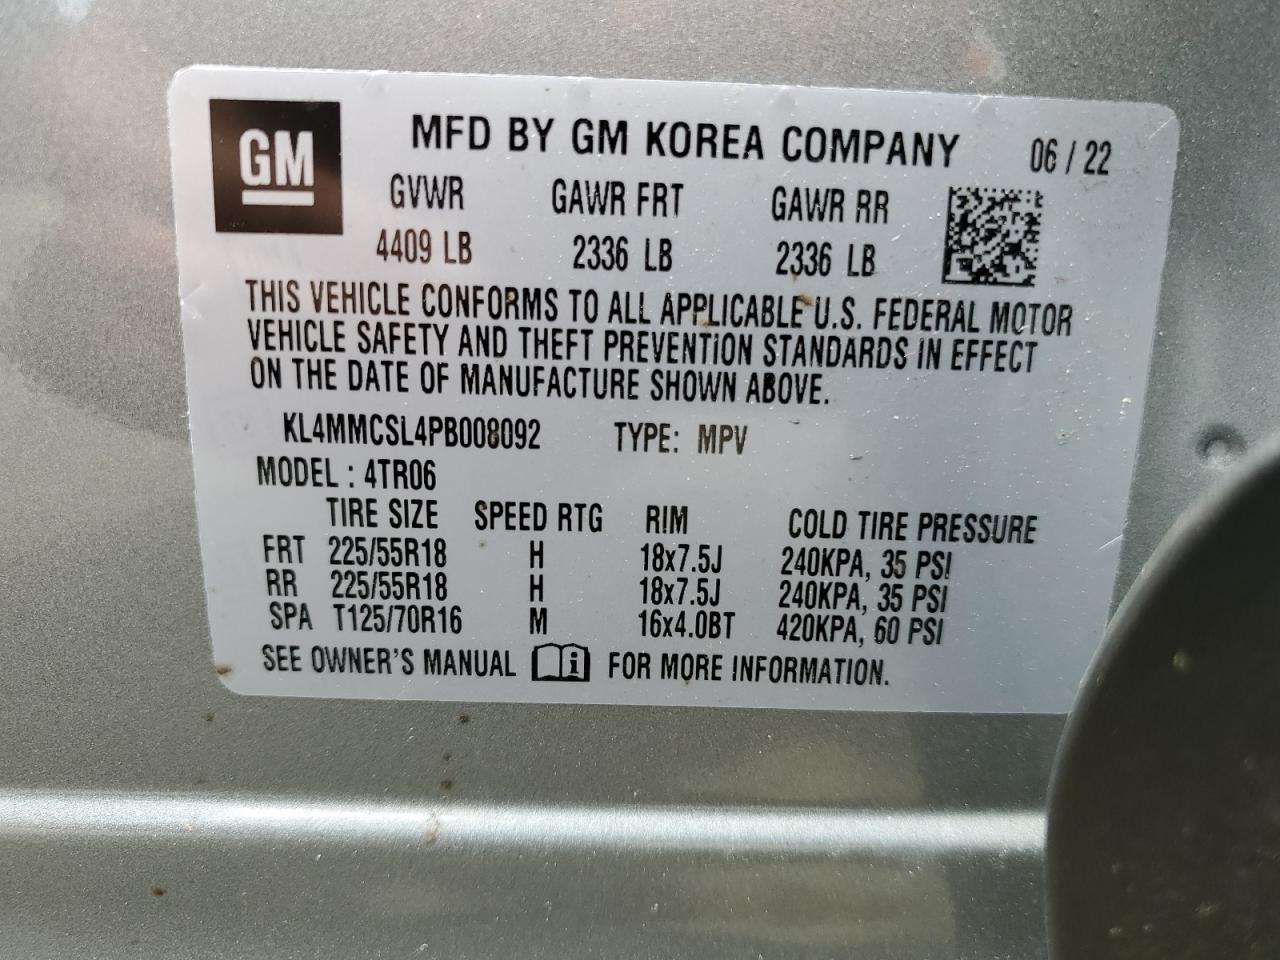 GM
MFD BY GM KOREA COMPANY 06 / 22
GVWR GAWR FRT GAWR RR
4409 LB 2336 LB 2336 LB
THIS VEHICLE CONFORMS TO ALL APPLICABLE U.S. FEDERAL MOTOR
VEHICLE SAFETY AND THEFT PREVENTION STANDARDS IN EFFECT
ON THE DATE OF MANUFACTURE SHOWN ABOVE.
KL4MMCSL4PB008092 TYPE: MPV
MODEL : 4TR06
TIRE SIZE SPEED RTG RIM COLD TIRE PRESSURE
FRT 225/55R18 H 18x7.5J 240KPA, 35 PSI
RR 225/55R18 H 18x7.5J 240KPA, 35 PSI
SPA T125/70R16 M 16x4.0BT 420KPA, 60 PSI
SEE OWNER'S MANUAL i FOR MORE INFORMATION.